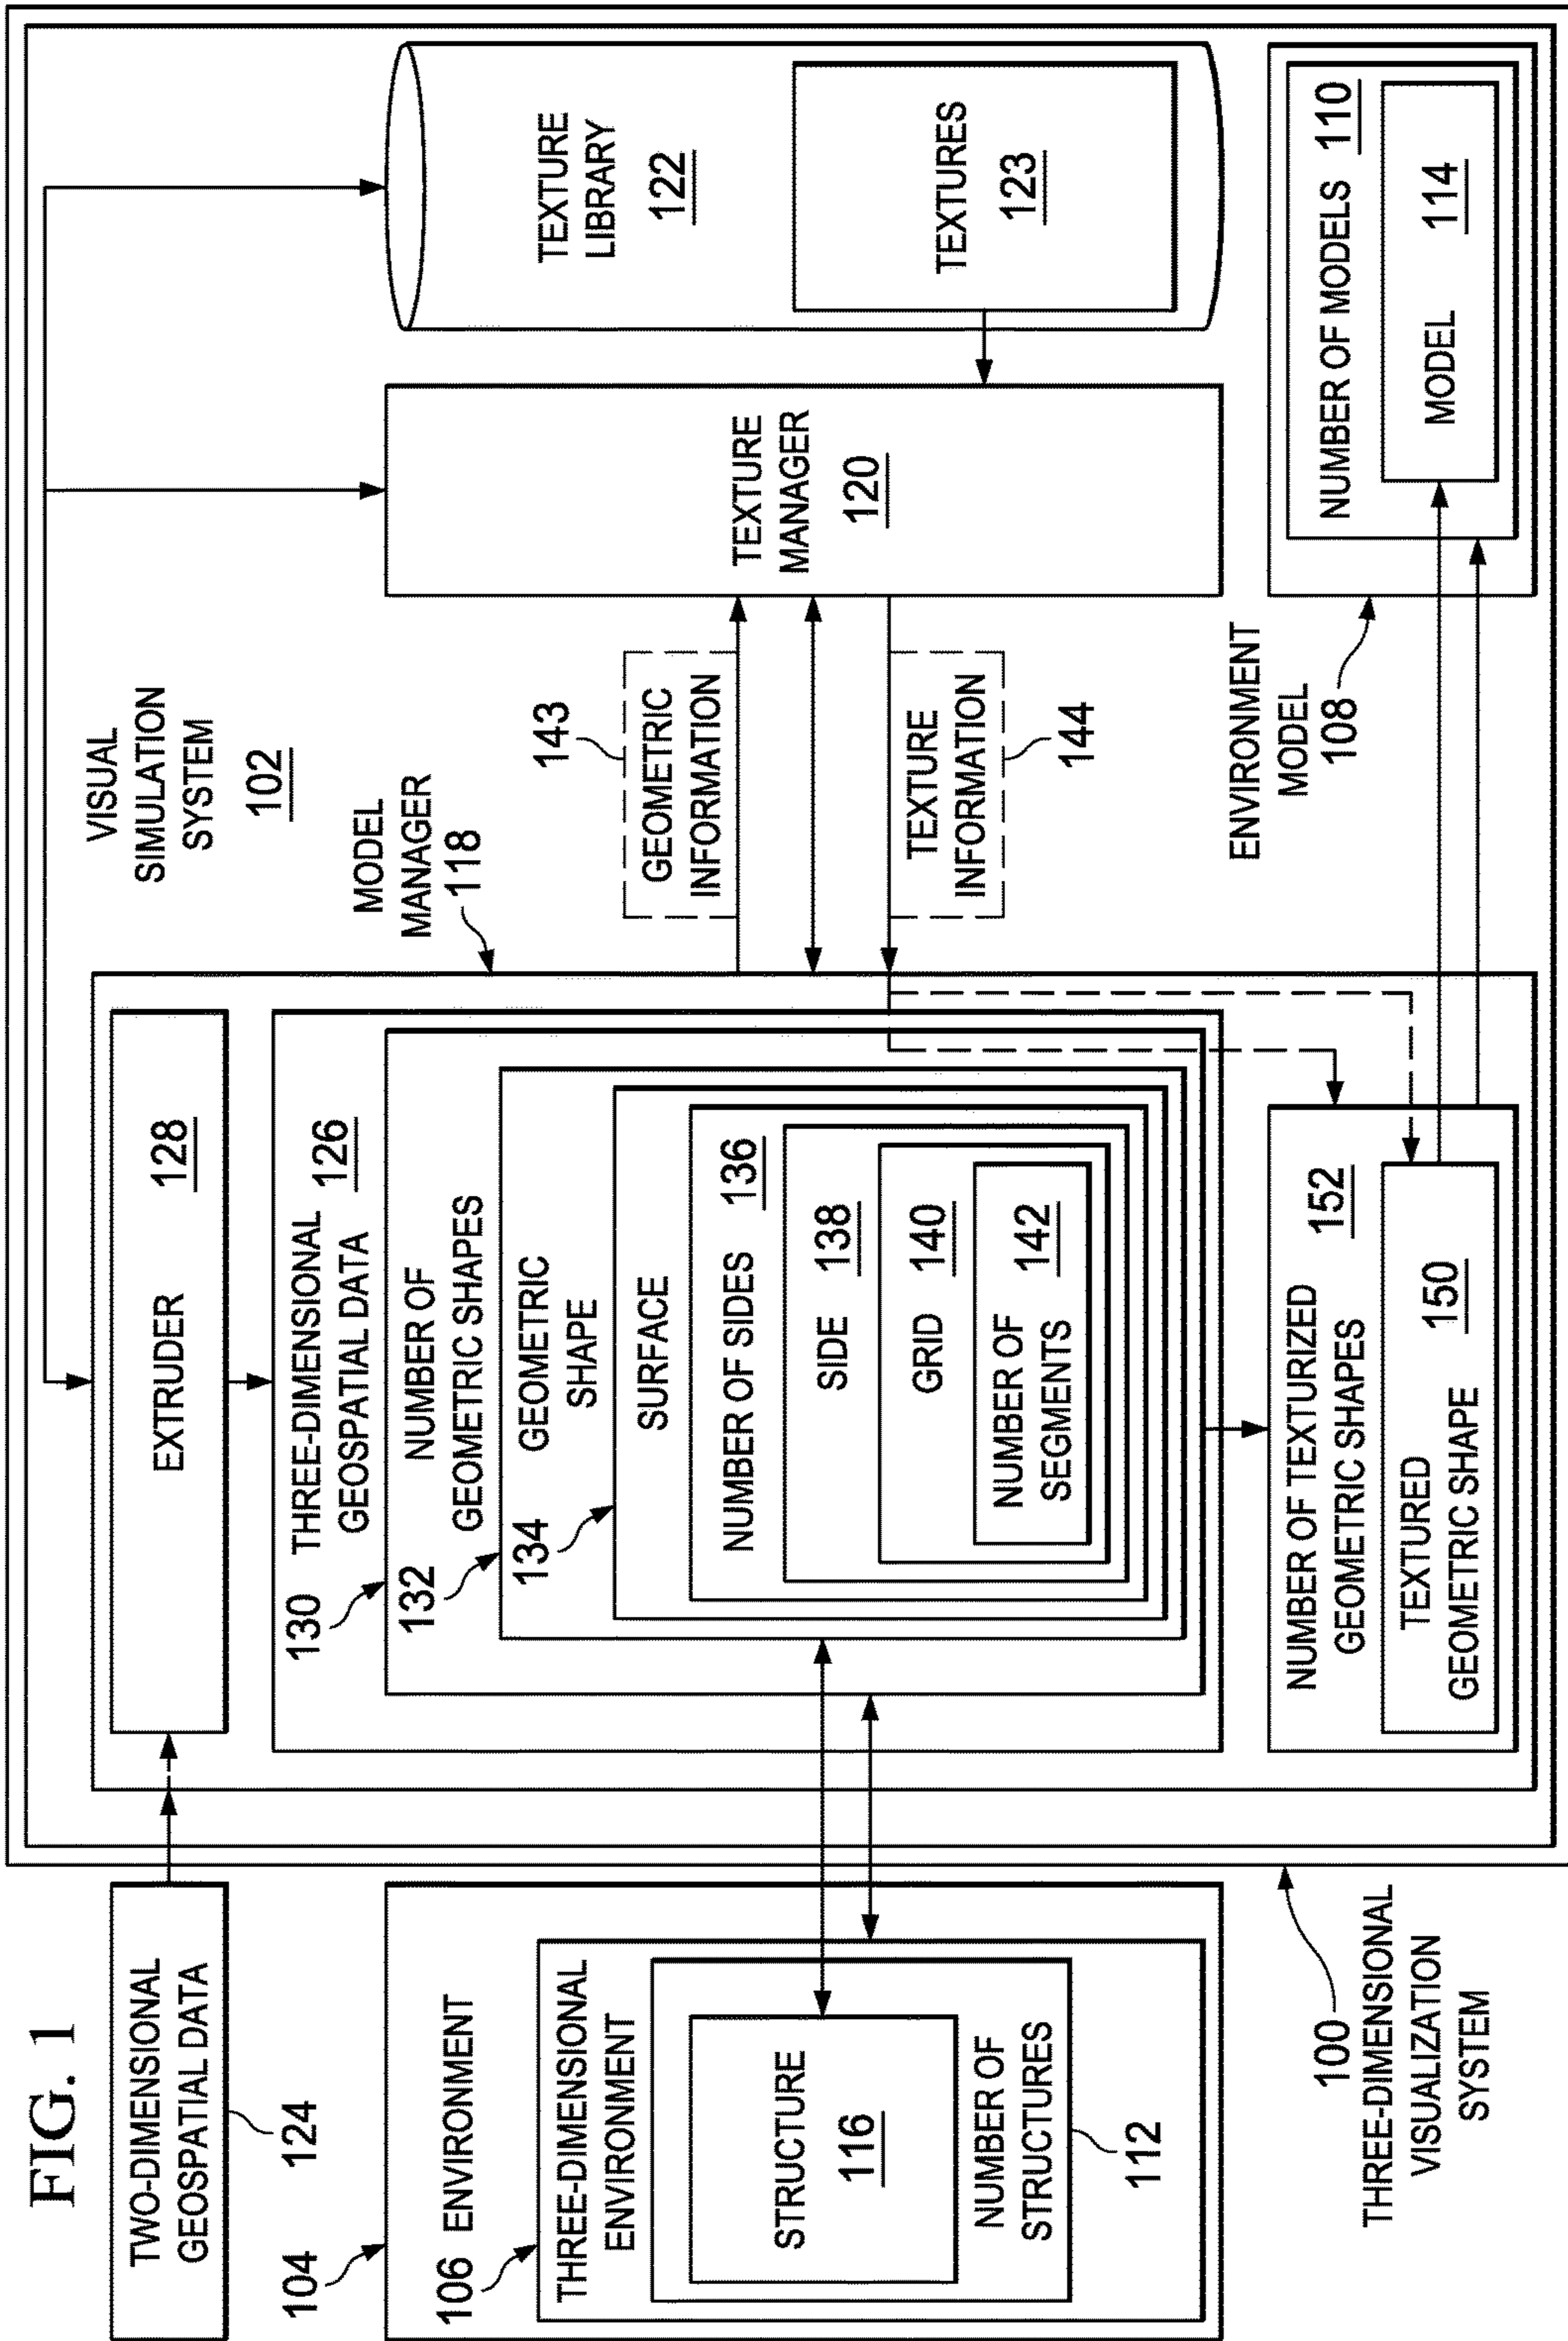 FIG. 1
TWO-DIMENSIONAL
GEOSPATIAL DATA
124
104
ENVIRONMENT
106
THREE-DIMENSIONAL
ENVIRONMENT
STRUCTURE
116
NUMBER OF
STRUCTURES
112
100
THREE-DIMENSIONAL
VISUALIZATION
SYSTEM
VISUAL
SIMULATION
SYSTEM
102
MODEL
MANAGER
118
EXTRUDER
128
THREE-DIMENSIONAL
GEOSPATIAL DATA
126
130
NUMBER OF
GEOMETRIC SHAPES
132
GEOMETRIC
SHAPE
134
SURFACE
NUMBER OF SIDES
136
SIDE
138
GRID
140
NUMBER OF
SEGMENTS
142
NUMBER OF TEXTURIZED
GEOMETRIC SHAPES
152
TEXTURED
GEOMETRIC SHAPE
150
143
GEOMETRIC
INFORMATION
TEXTURE
INFORMATION
144
TEXTURE
MANAGER
120
TEXTURE
LIBRARY
122
TEXTURES
123
ENVIRONMENT
MODEL
108
NUMBER OF MODELS
110
MODEL
114